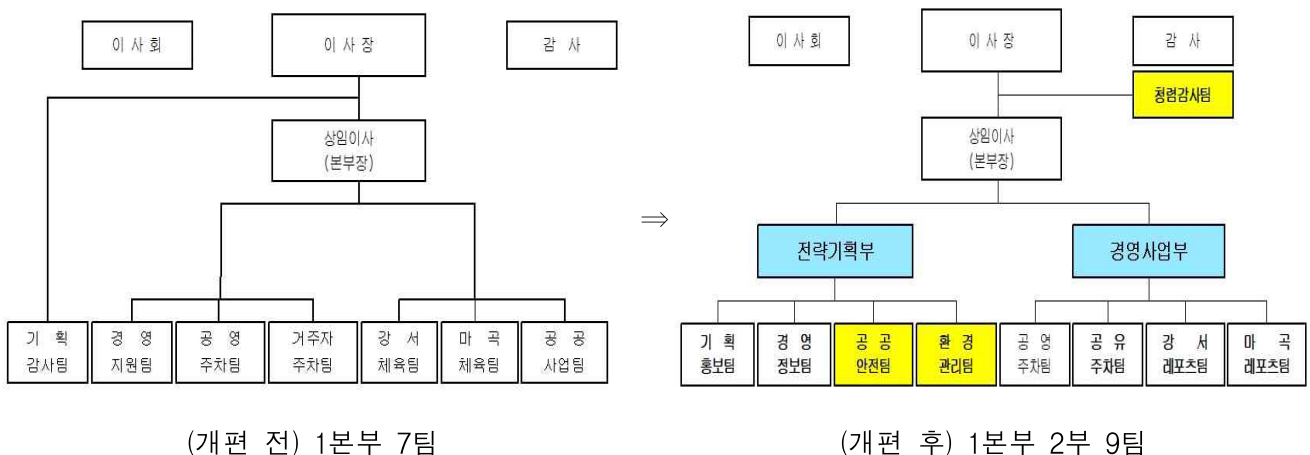 이 사 회
이 사 장
감 사
상임이사
(본부장)
기 획
감사팀
경 영
지원팀
공 영
주차팀
거주자
주차팀
강 서
체육팀
마 곡
체육팀
공 공
사업팀
(개편 전) 1본부 7팀
⇒
이 사 회
이 사 장
감 사
청렴감사팀
상임이사
(본부장)
전략기획부
경영사업부
기 획
홍보팀
경 영
정보팀
공 공
안전팀
환 경
관리팀
공 영
주차팀
공 유
주차팀
강 서
레포츠팀
마 곡
레포츠팀
(개편 후) 1본부 2부 9팀